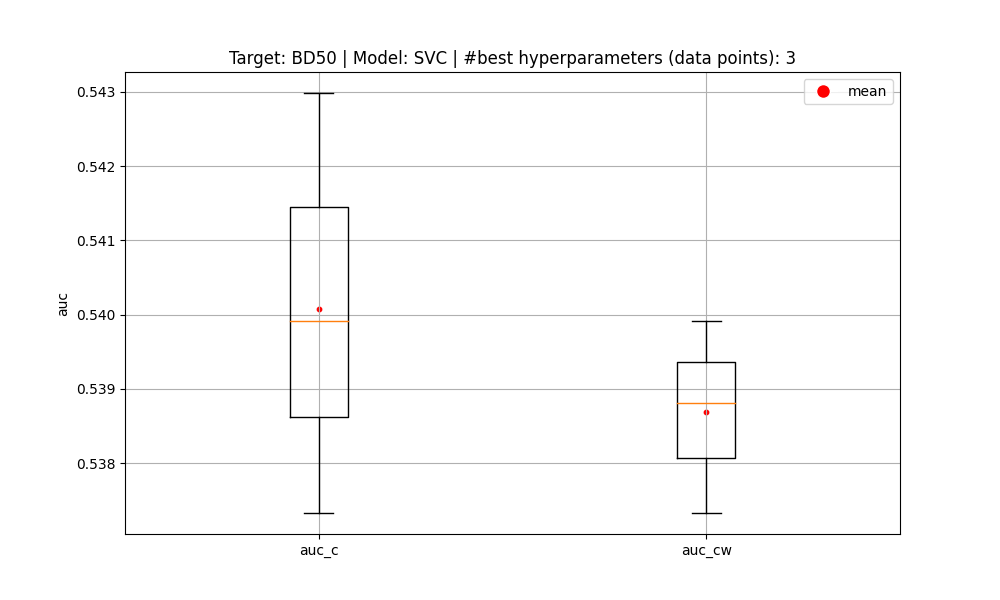 Target: BD50 | Model: SVC | #best hyperparameters (data points): 3
mean
0.543
0.542
0.541
0.540
0.539
0.538
auc
auc_c
auc_cw